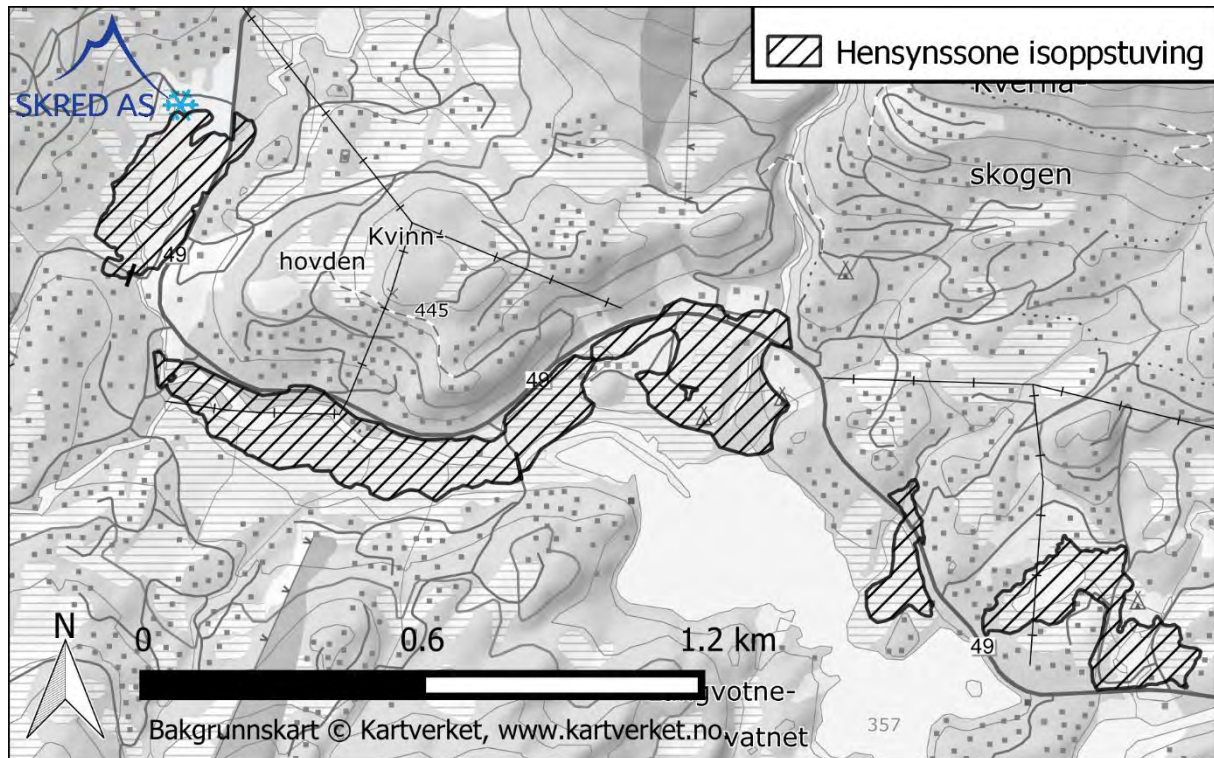 Hensynssone isoppstuving
SKRED AS
Kverna-
skogen
49
Kvinn-
hovden
445
49
49
N
0 0.6 1.2 km
votne-
Bakgrunnskart © Kartverket, www.kartverket.no.
vatnet
357